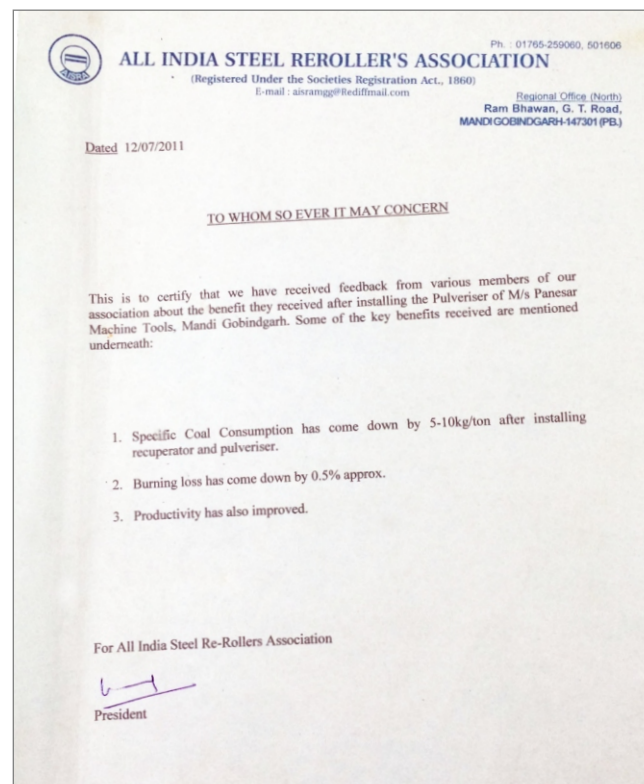 Ph. : 01765-259060, 501606
AISRA
ALL INDIA STEEL REROLLER'S ASSOCIATION
(Registered Under the Societies Registration Act., 1860)
E-mail : aisramgg@Rediffmail.com
Regional Office (North)
Ram Bhawan, G. T. Road,
MANDI GOBINDGARH-147301 (PB.)
Dated 12/07/2011
TO WHOM SO EVER IT MAY CONCERN
This is to certify that we have received feedback from various members of our
association about the benefit they received after installing the Pulveriser of M/s Panesar
Machine Tools, Mandi Gobindgarh. Some of the key benefits received are mentioned
underneath:
1. Specific Coal Consumption has come down by 5-10kg/ton after installing
recuperator and pulveriser.
2. Burning loss has come down by 0.5% approx.
3. Productivity has also improved.
For All India Steel Re-Rollers Association
President